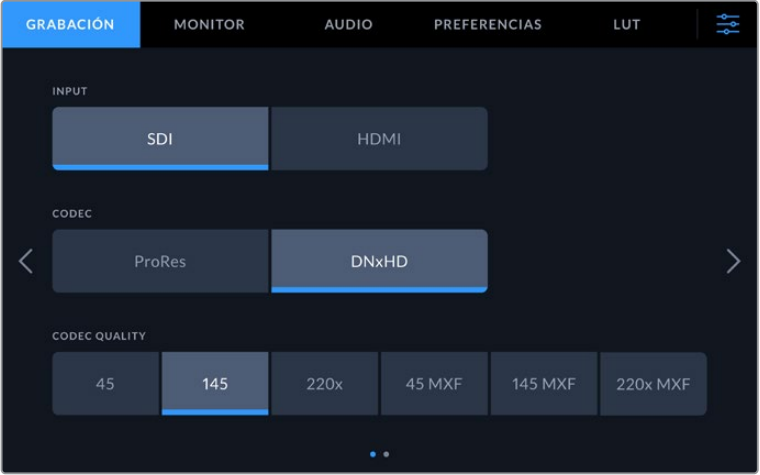 GRABACIÓN MONITOR AUDIO PREFERENCIAS LUT
INPUT
SDI HDMI
CODEC
ProRes DNxHD
CODEC QUALITY
45 145 220x 45 MXF 145 MXF 220x MXF